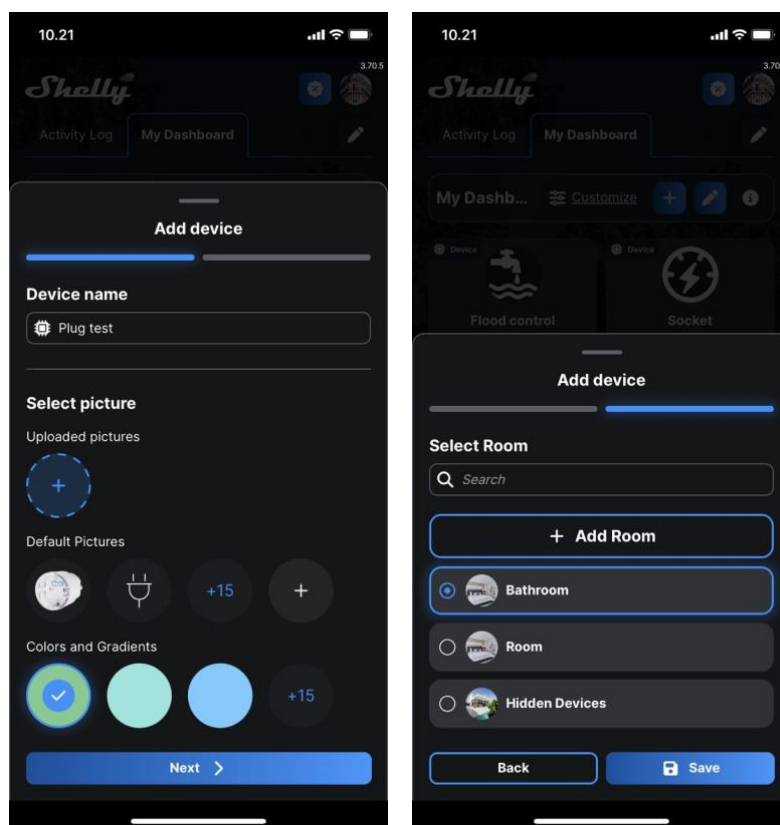 10.21
3.70.5
Shelly
Activity Log My Dashboard
Add device
Device name
Plug test
Select picture
Uploaded pictures
+
Default Pictures
+15 +
Colors and Gradients
+15
Next
10.21
3.70
Shelly
Activity Log My Dashboard
My Dashb... Customize +
Device Device
Flood control Socket
Add device
Select Room
Search
+ Add Room
Bathroom
Room
Hidden Devices
Back Save